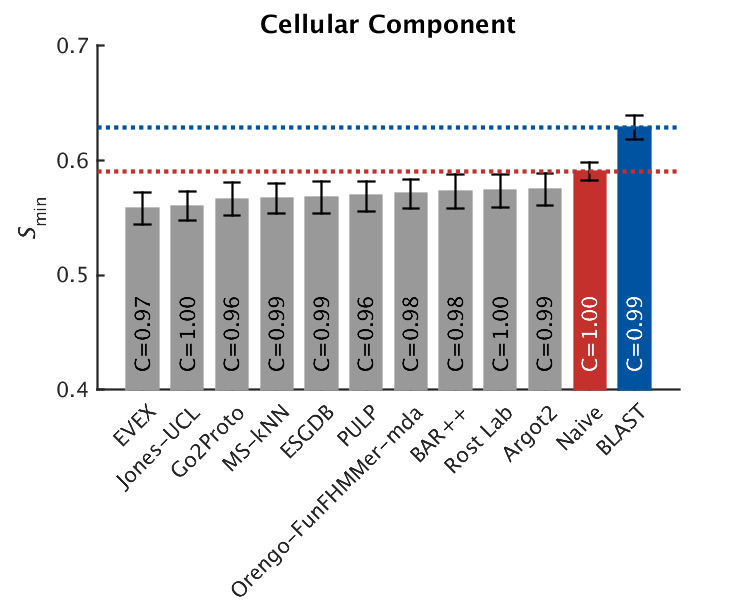 Cellular Component
0.7
0.6
0.5
0.4
Smin
C=0.97
C=1.00
C=0.96
C=0.99
C=0.99
C=0.96
C=0.98
C=0.98
C=1.00
C=0.99
C=1.00
C=0.99
EVEX
Jones-UCL
Go2Proto
MS-kNN
ESGDB
PULP
Orengo-FunFHMMer-mda
BAR++
Rost Lab
Argot2
Naive
BLAST